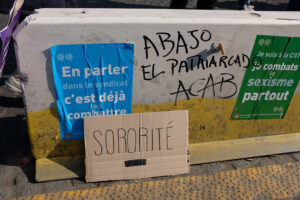 En parler
dans le syndicat
c'est déjà
combattre
ABAJO
EL PATRIARCADO
ACAB
Je suis à la CGT
je combats
le
sexisme
partout
SORORITÉ